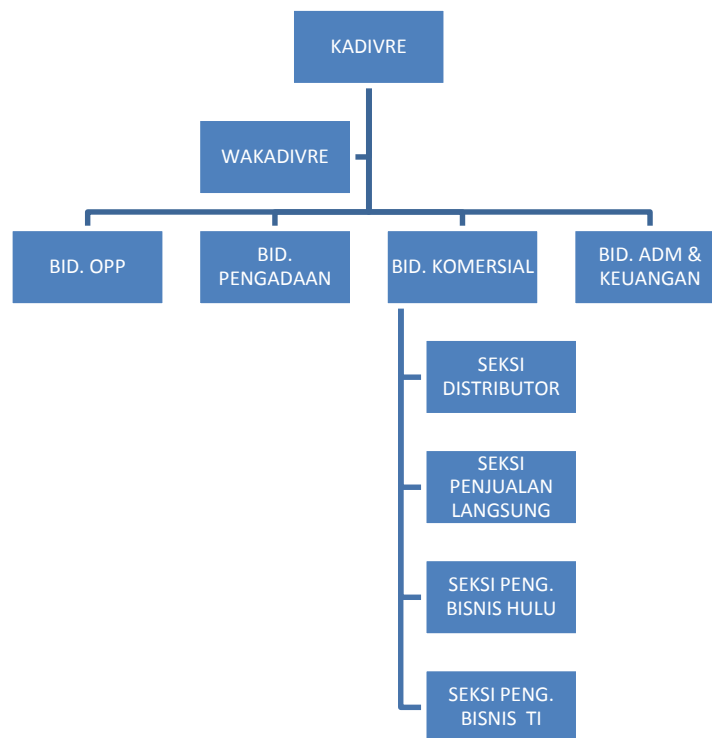 KADIVRE
WAKADIVRE
BID. OPP
BID.
PENGADAAN
BID. KOMERSIAL
BID. ADM &
KEUANGAN
SEKSI
DISTRIBUTOR
SEKSI
PENJUALAN
LANGSUNG
SEKSI PENG.
BISNIS HULU
SEKSI PENG.
BISNIS TI